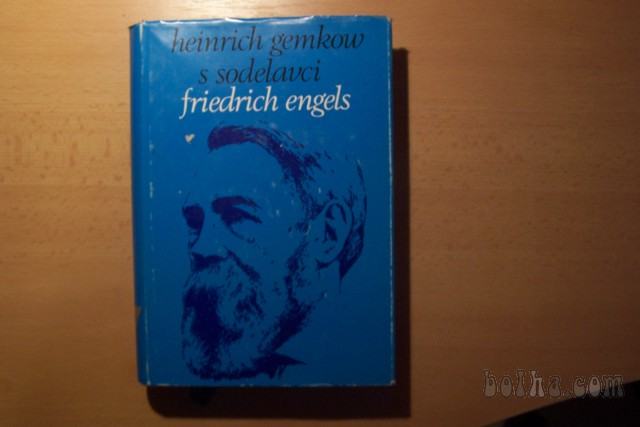 heinrich gemkow
s sodelavci
friedrich engels
bolha.com